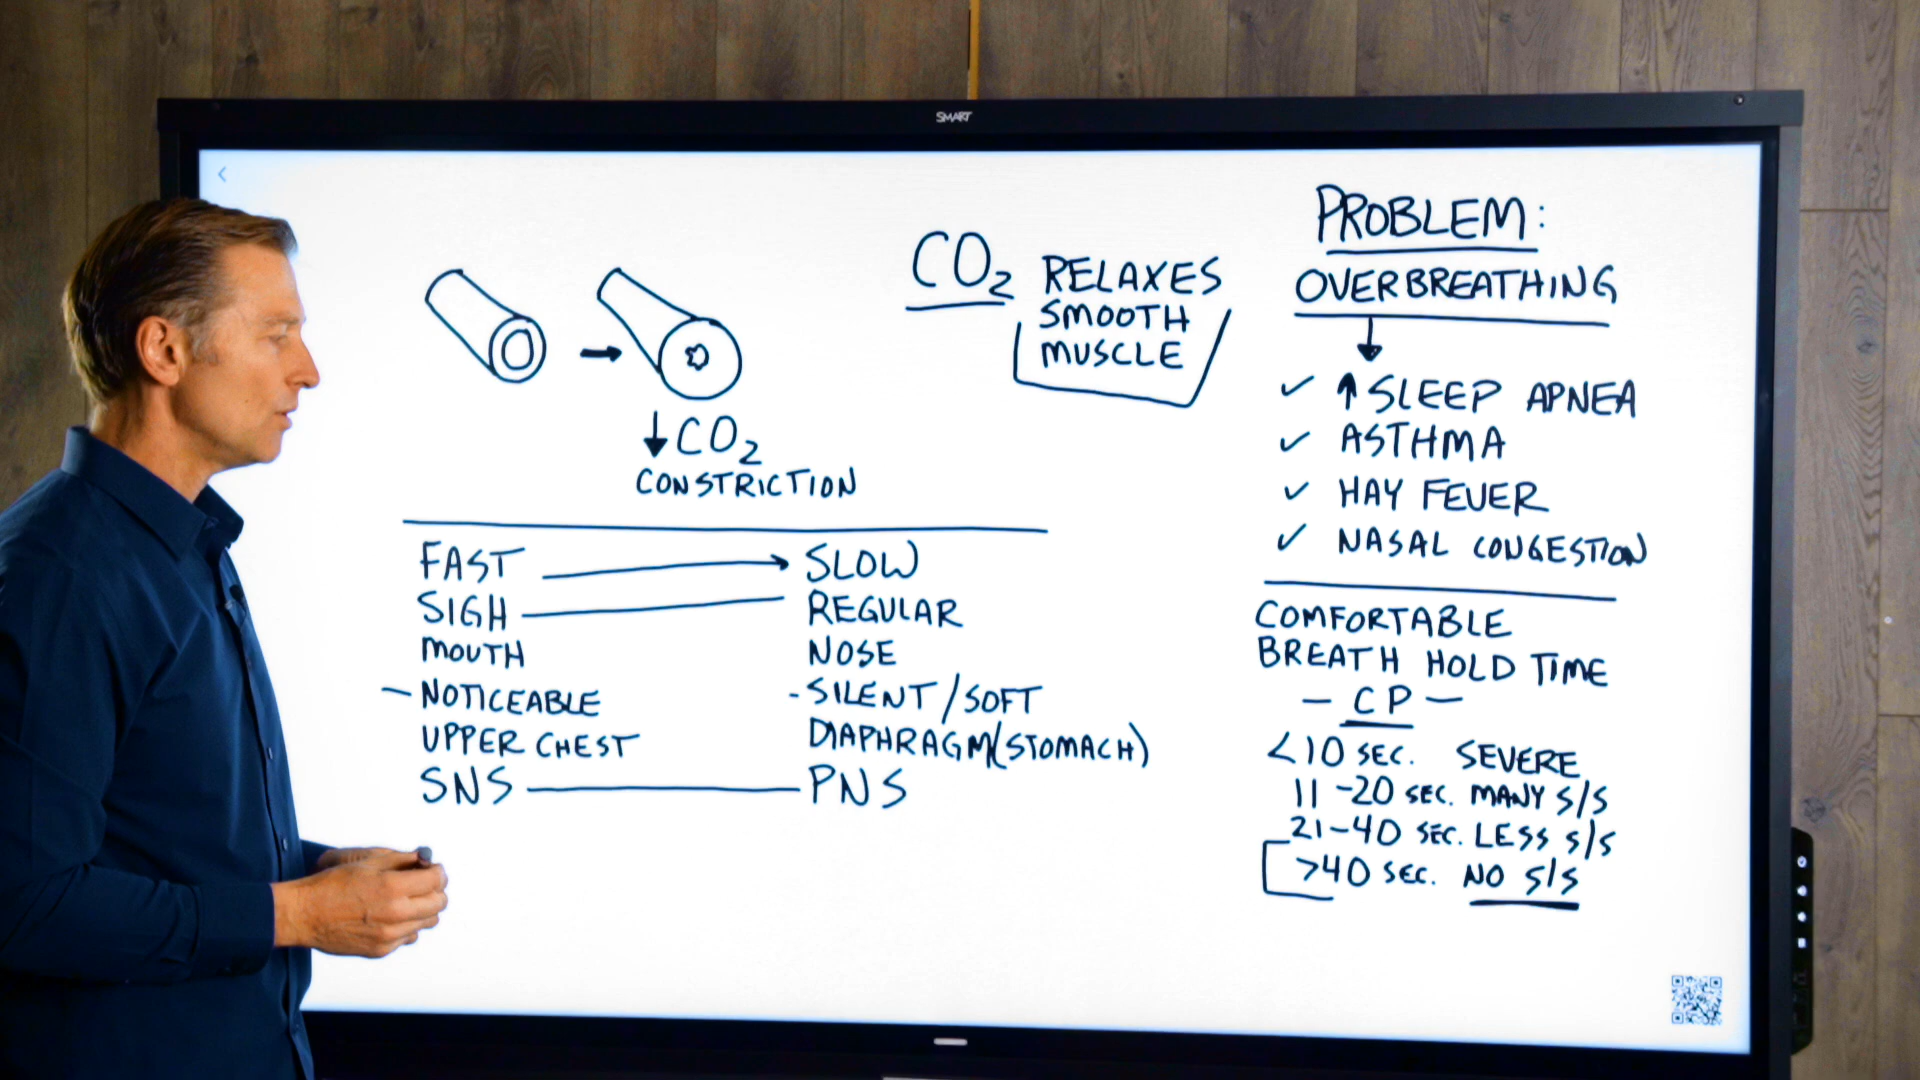 SMART
CO2 RELAXES
SMOOTH
MUSCLE
↓ CO2
CONSTRICTION
FAST → SLOW
SIGH REGULAR
MOUTH NOSE
- NOTICEABLE - SILENT/SOFT
UPPER CHEST DIAPHRAGM(STOMACH)
SNS PNS
PROBLEM:
OVERBREATHING
✓ ↑ SLEEP APNEA
✓ ASTHMA
✓ HAY FEVER
✓ NASAL CONGESTION
COMFORTABLE
BREATH HOLD TIME
- CP -
<10 SEC. SEVERE
11-20 SEC. MANY S/S
21-40 SEC. LESS S/S
>40 SEC. NO S/S